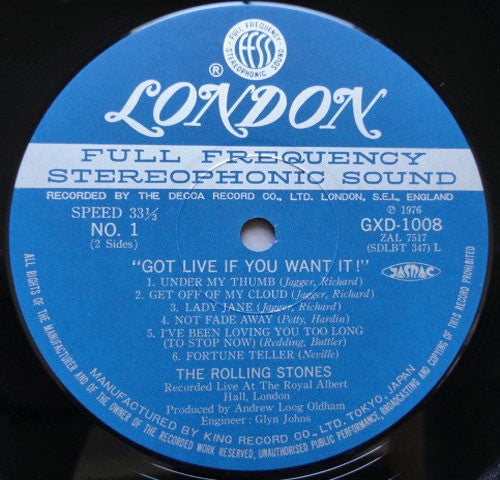 FULL FREQUENCY
ffss
STEREOPHONIC SOUND
®
LONDON
FULL FREQUENCY
STEREOPHONIC SOUND
RECORDED BY THE DECCA RECORD CO., LTD. LONDON, S.E.I., ENGLAND
SPEED 33⅓
NO. 1
(2 Sides)
℗ 1976
GXD-1008
ZAL 7517
(SDLBT 347) L
JASRAC
"GOT LIVE IF YOU WANT IT!"
1. UNDER MY THUMB (Jagger, Richard)
2. GET OFF OF MY CLOUD (Jagger, Richard)
3. LADY JANE (Jagger, Richard)
4. NOT FADE AWAY (Petty, Hardin)
5. I'VE BEEN LOVING YOU TOO LONG
(TO STOP NOW) (Redding, Buttler)
6. FORTUNE TELLER (Neville)
THE ROLLING STONES
Recorded Live At The Royal Albert
Hall, London
Produced by Andrew Loog Oldham
Engineer: Glyn Johns
MANUFACTURED BY KING RECORD CO., LTD. TOKYO, JAPAN
ALL RIGHTS OF THE MANUFACTURER AND OF THE OWNER OF THE RECORDED WORK RESERVED. UNAUTHORISED PUBLIC PERFORMANCE, BROADCASTING AND COPYING OF THIS RECORD PROHIBITED